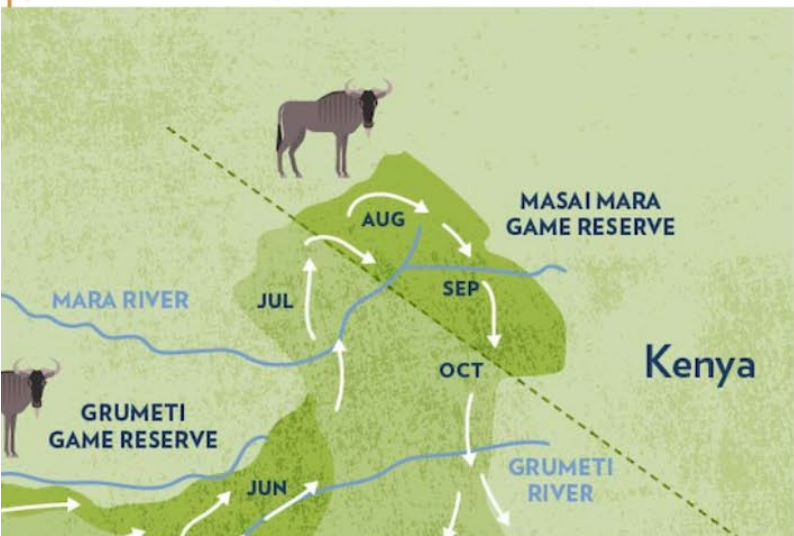 AUG
MASAI MARA
GAME RESERVE
MARA RIVER
JUL
SEP
Kenya
OCT
GRUMETI
GAME RESERVE
GRUMETI
RIVER
JUN